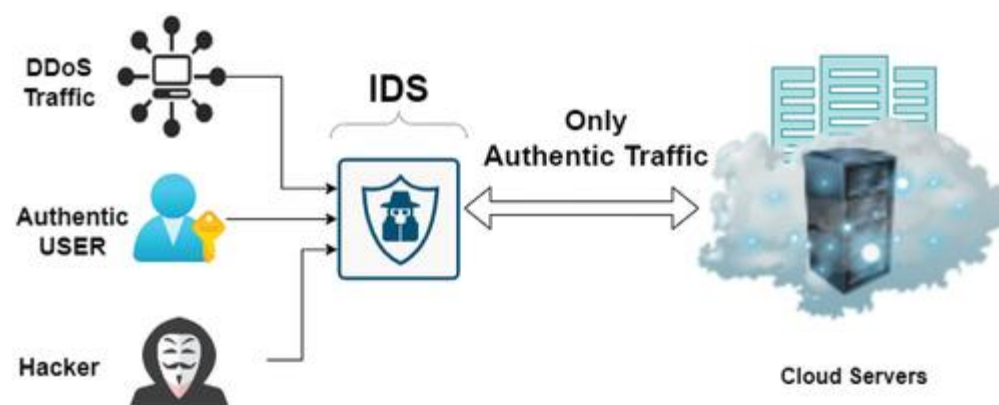 DDoS
Traffic
IDS
Only
Authentic Traffic
Authentic
USER
Hacker
Cloud Servers